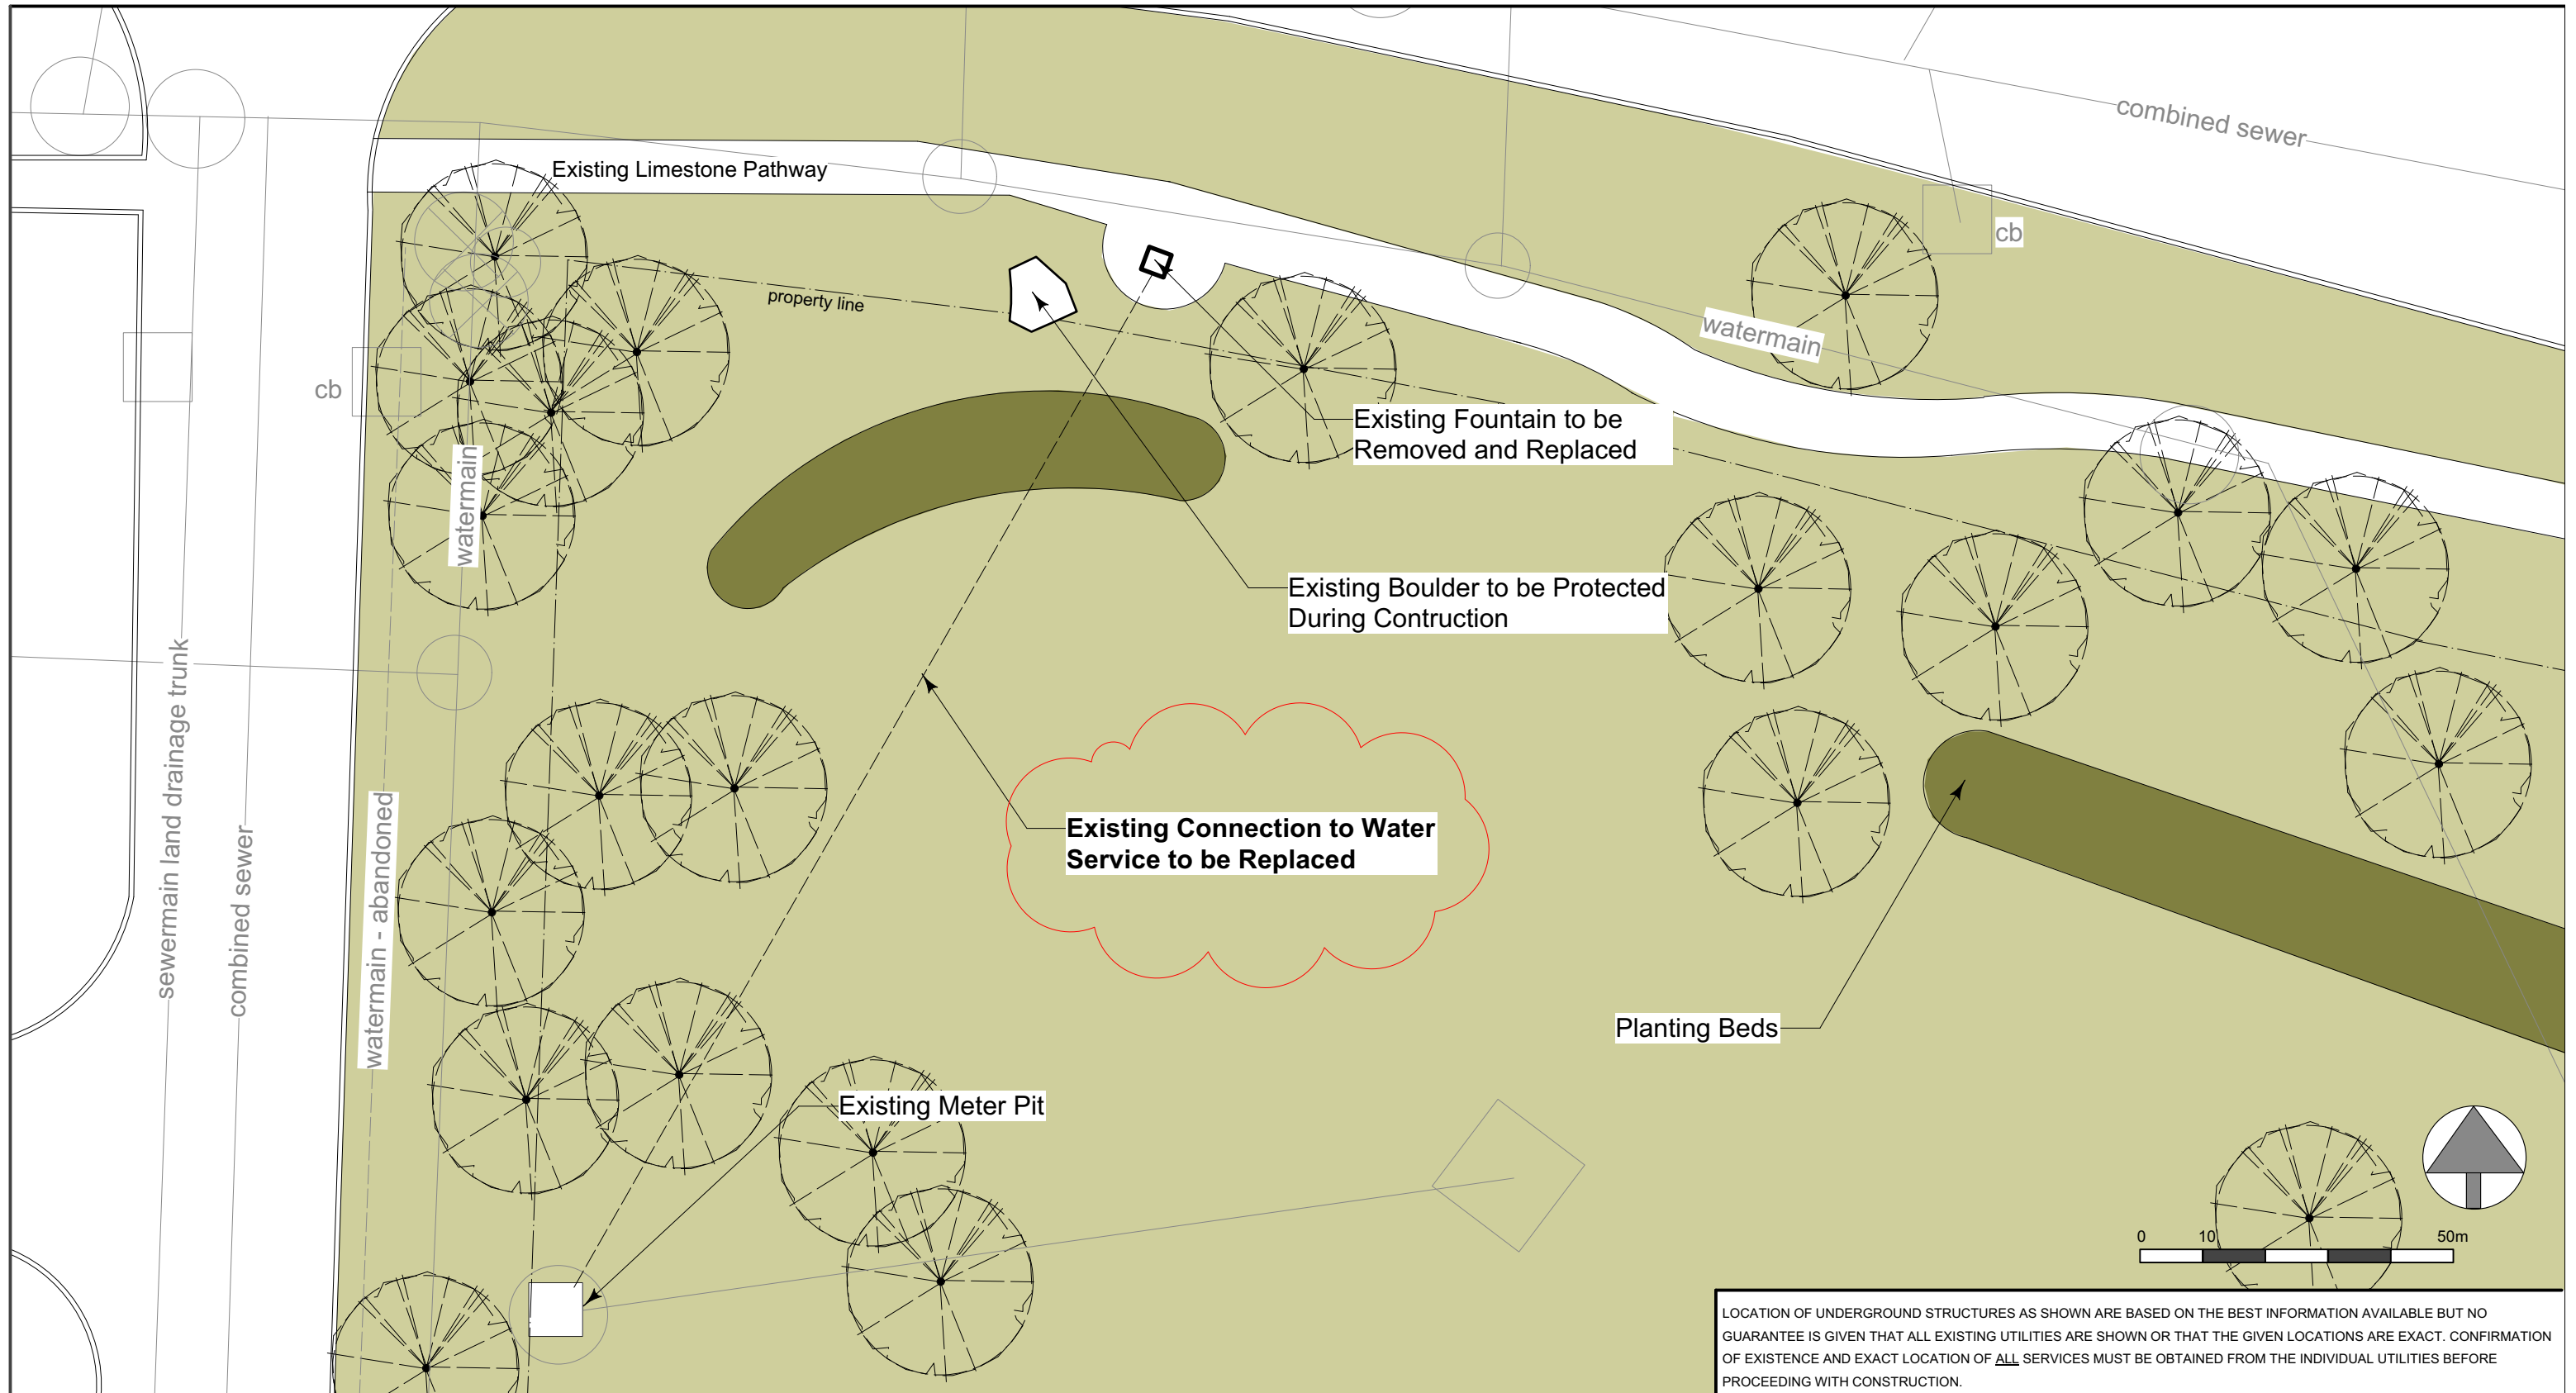 combined sewer
Existing Limestone Pathway
cb
property line
watermain
cb
Existing Fountain to be
Removed and Replaced
watermain
Existing Boulder to be Protected
During Contruction
sewermain land drainage trunk
combined sewer
watermain - abandoned
Existing Connection to Water
Service to be Replaced
Planting Beds
Existing Meter Pit
0 10 50m
LOCATION OF UNDERGROUND STRUCTURES AS SHOWN ARE BASED ON THE BEST INFORMATION AVAILABLE BUT NO
GUARANTEE IS GIVEN THAT ALL EXISTING UTILITIES ARE SHOWN OR THAT THE GIVEN LOCATIONS ARE EXACT. CONFIRMATION
OF EXISTENCE AND EXACT LOCATION OF ALL SERVICES MUST BE OBTAINED FROM THE INDIVIDUAL UTILITIES BEFORE
PROCEEDING WITH CONSTRUCTION.